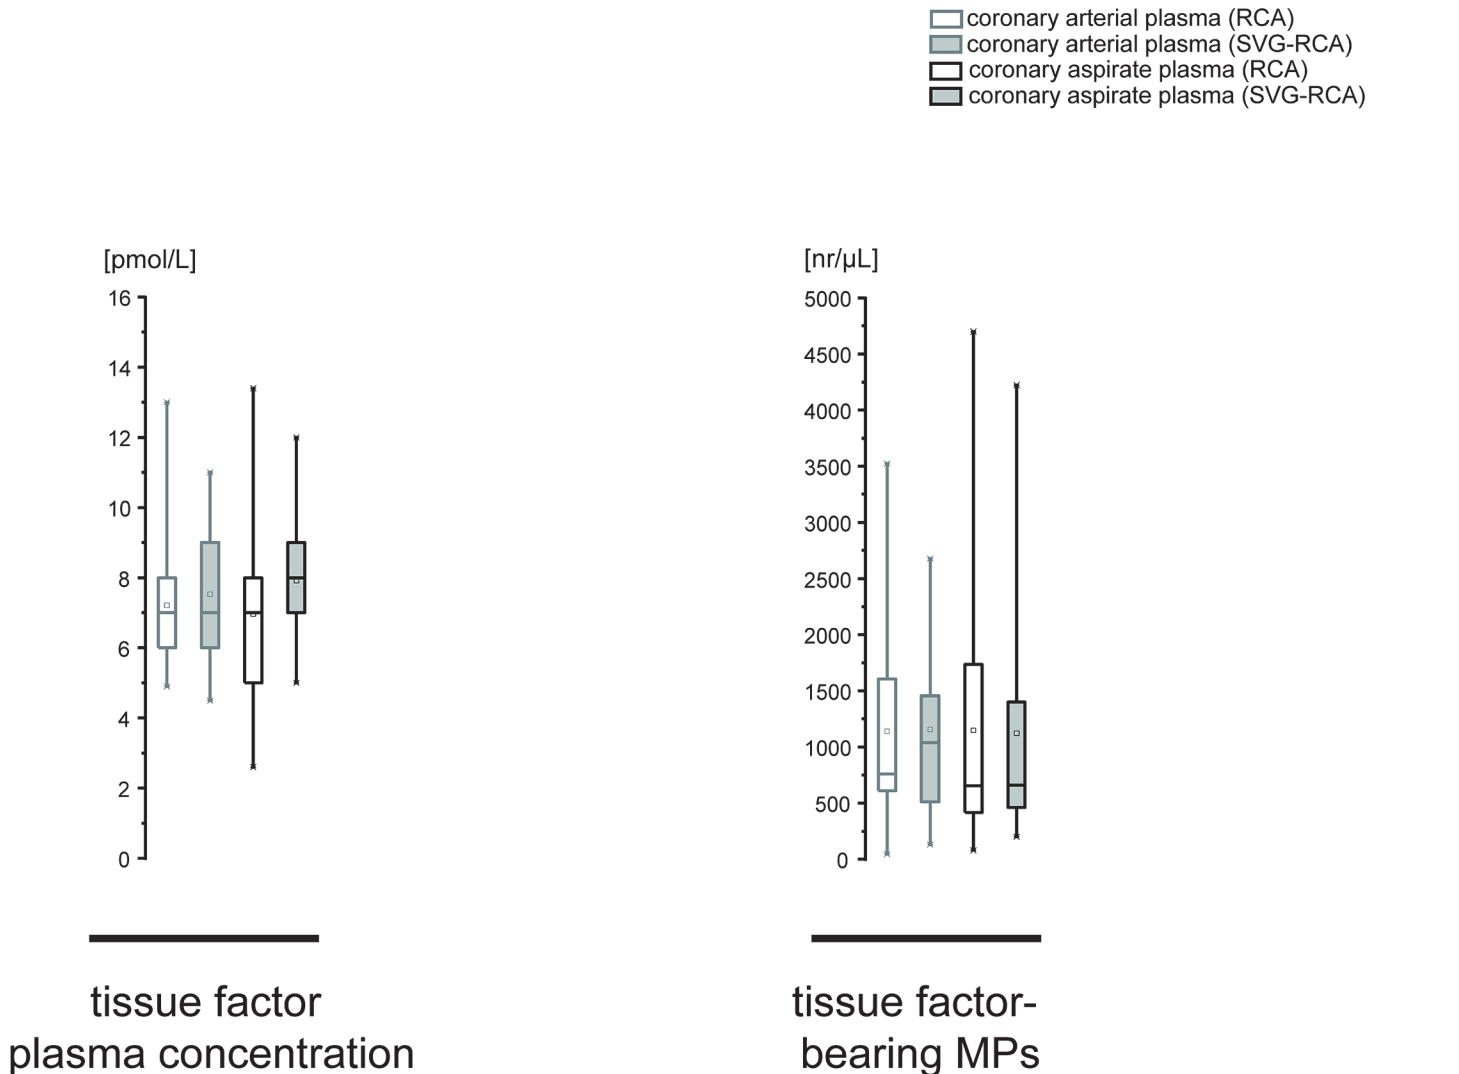 coronary arterial plasma (RCA)
coronary arterial plasma (SVG-RCA)
coronary aspirate plasma (RCA)
coronary aspirate plasma (SVG-RCA)
[pmol/L]
16
14
12
10
8
6
4
2
0
tissue factor
plasma concentration
[nr/µL]
5000
4500
4000
3500
3000
2500
2000
1500
1000
500
0
tissue factor-
bearing MPs